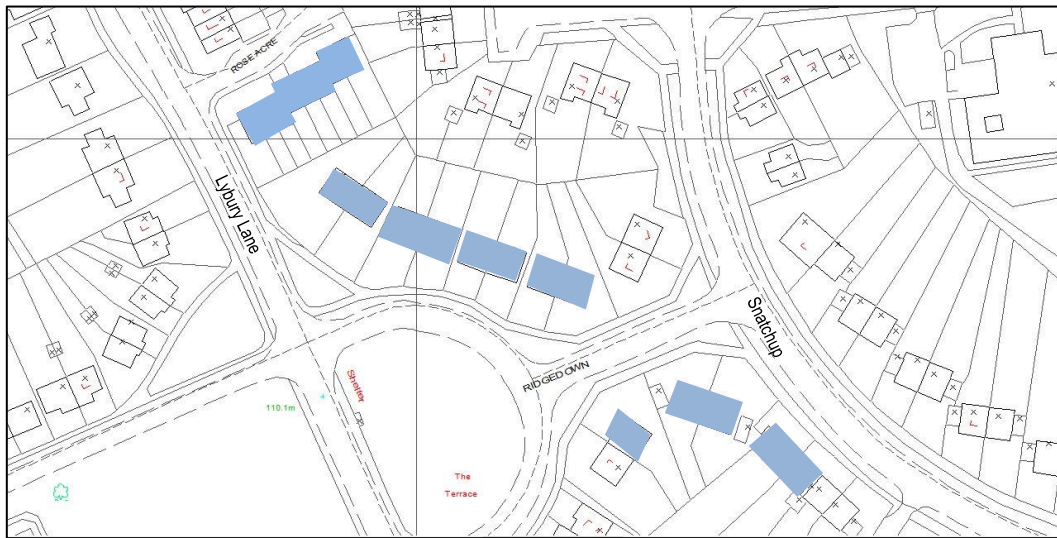 ROSE ACRE
Lybury Lane
Snatchup
RIDGEDOWN
Shelter
110.1m
The
Terrace